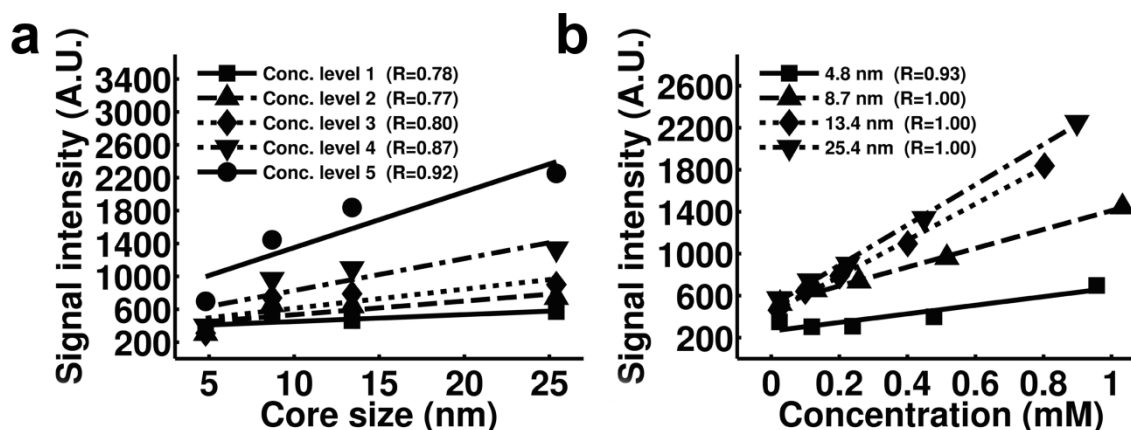 a
Signal intensity (A.U.)
3400
3000
2600
2200
1800
1400
1000
600
200
Conc. level 1 (R=0.78)
Conc. level 2 (R=0.77)
Conc. level 3 (R=0.80)
Conc. level 4 (R=0.87)
Conc. level 5 (R=0.92)
5 10 15 20 25
Core size (nm)
b
Signal intensity (A.U.)
2600
2200
1800
1400
1000
600
200
4.8 nm (R=0.93)
8.7 nm (R=1.00)
13.4 nm (R=1.00)
25.4 nm (R=1.00)
0 0.2 0.4 0.6 0.8 1
Concentration (mM)